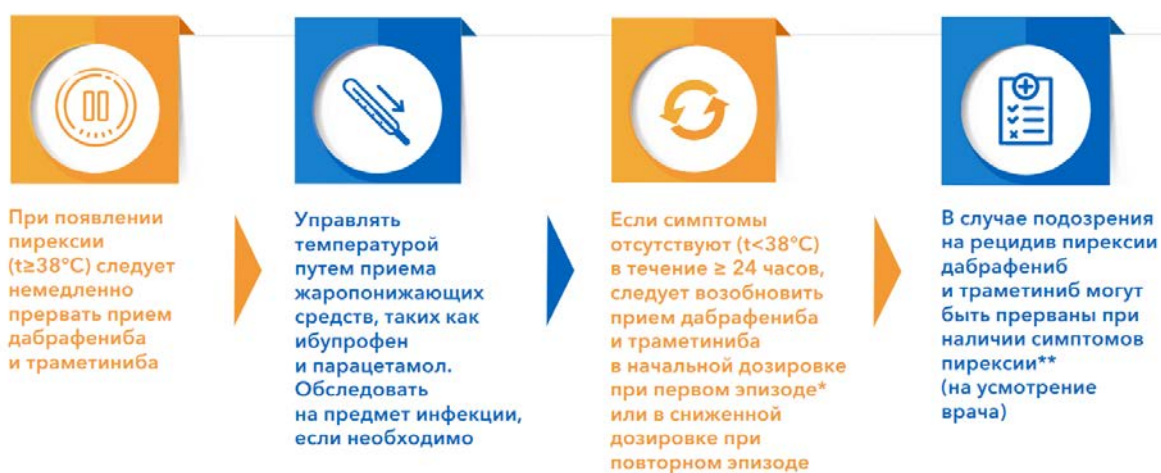 При появлении
пирексии
(t≥38°C) следует
немедленно
прервать прием
дабрафениба
и траметиниба
Управлять
температурой
путем приема
жаропонижающих
средств, таких как
ибупрофен
и парацетамол.
Обследовать
на предмет инфекции,
если необходимо
Если симптомы
отсутствуют (t<38°C)
в течение ≥ 24 часов,
следует возобновить
прием дабрафениба
и траметиниба
в начальной дозировке
при первом эпизоде*
или в сниженной
дозировке при
повторном эпизоде
В случае подозрения
на рецидив пирексии
дабрафениб
и траметиниб могут
быть прерваны при
наличии симптомов
пирексии**
(на усмотрение
врача)